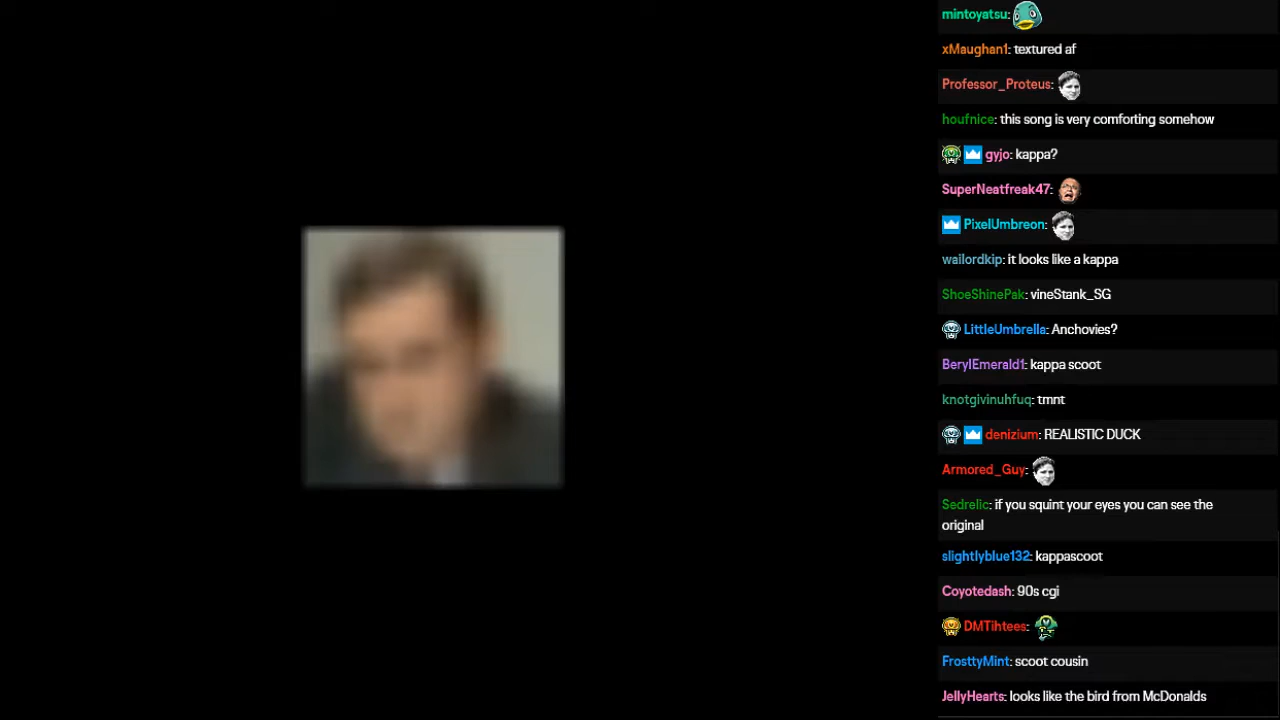 mintoyatsu:
xMaughan1: textured af
Professor_Proteus:
houfnice: this song is very comforting somehow
gyjo: kappa?
SuperNeatfreak47:
PixelUmbreon:
wailordkip: it looks like a kappa
ShoeShinePak: vineStank_SG
LittleUmbrella: Anchovies?
BerylEmerald1: kappa scoot
knotgivinuhfuq: tmnt
denizium: REALISTIC DUCK
Armored_Guy:
Sedrelic: if you squint your eyes you can see the
original
slightlyblue132: kappascoot
Coyotedash: 90s cgi
DMTihtees:
FrosttyMint: scoot cousin
JellyHearts: looks like the bird from McDonalds